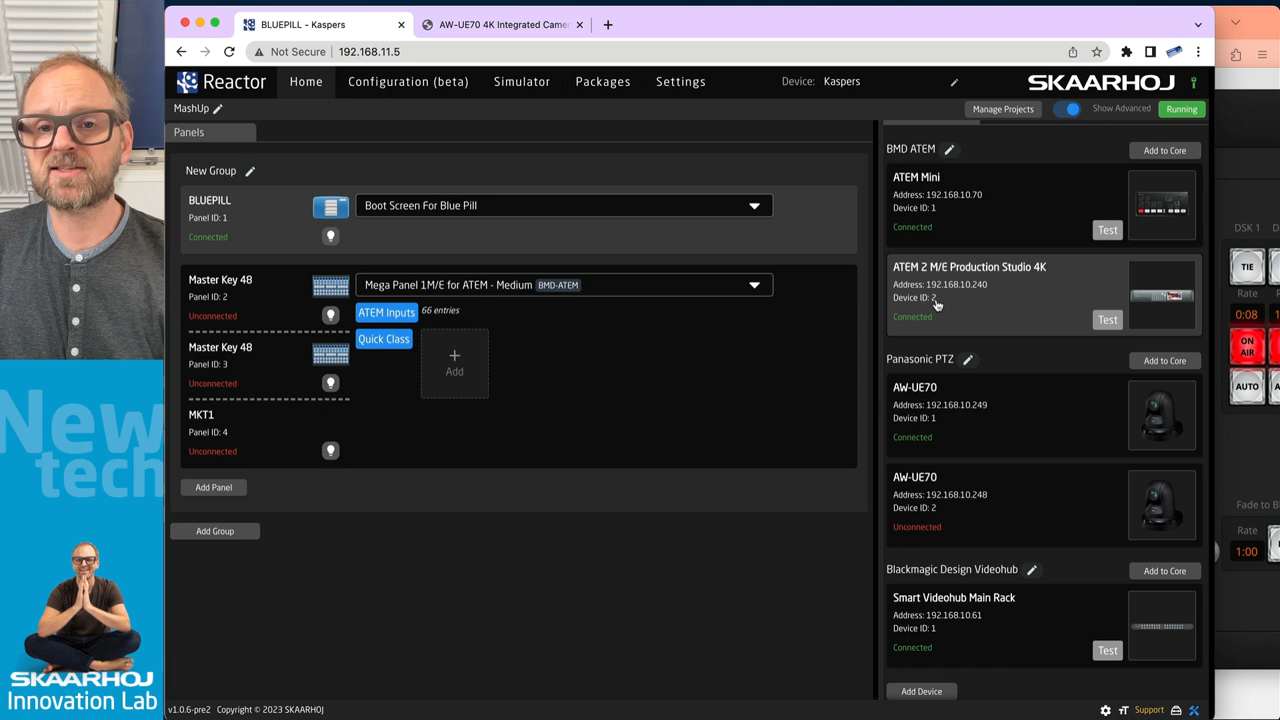 BLUEPILL - Kaspers
AW-UE70 4K Integrated Came
Not Secure
192.168.11.5
Reactor
Home
Configuration (beta)
Simulator
Packages
Settings
Device:
Kaspers
SKAARHOJ
MashUp
Manage Projects
Show Advanced
Running
Panels
New Group
BLUEPILL
Panel ID: 1
Connected
Boot Screen For Blue Pill
Master Key 48
Panel ID: 2
Unconnected
Mega Panel 1M/E for ATEM - Medium
BMD-ATEM
ATEM Inputs
66 entries
Quick Class
+
Add
Master Key 48
Panel ID: 3
Unconnected
MKT1
Panel ID: 4
Unconnected
Add Panel
Add Group
BMD ATEM
Add to Core
ATEM Mini
Address: 192.168.10.70
Device ID: 1
Connected
Test
ATEM 2 M/E Production Studio 4K
Address: 192.168.10.240
Device ID: 2
Connected
Test
Panasonic PTZ
Add to Core
AW-UE70
Address: 192.168.10.249
Device ID: 1
Connected
AW-UE70
Address: 192.168.10.248
Device ID: 2
Unconnected
Blackmagic Design Videohub
Add to Core
Smart Videohub Main Rack
Address: 192.168.10.61
Device ID: 1
Connected
Test
Add Device
v1.0.6-pre2 Copyright © 2023 SKAARHOJ
Support
DSK 1
TIE
Rate
0:08
ON
AIR
AUTO
Fade to B
Rate
1:00
New
tech
SKAARHOJ
Innovation Lab